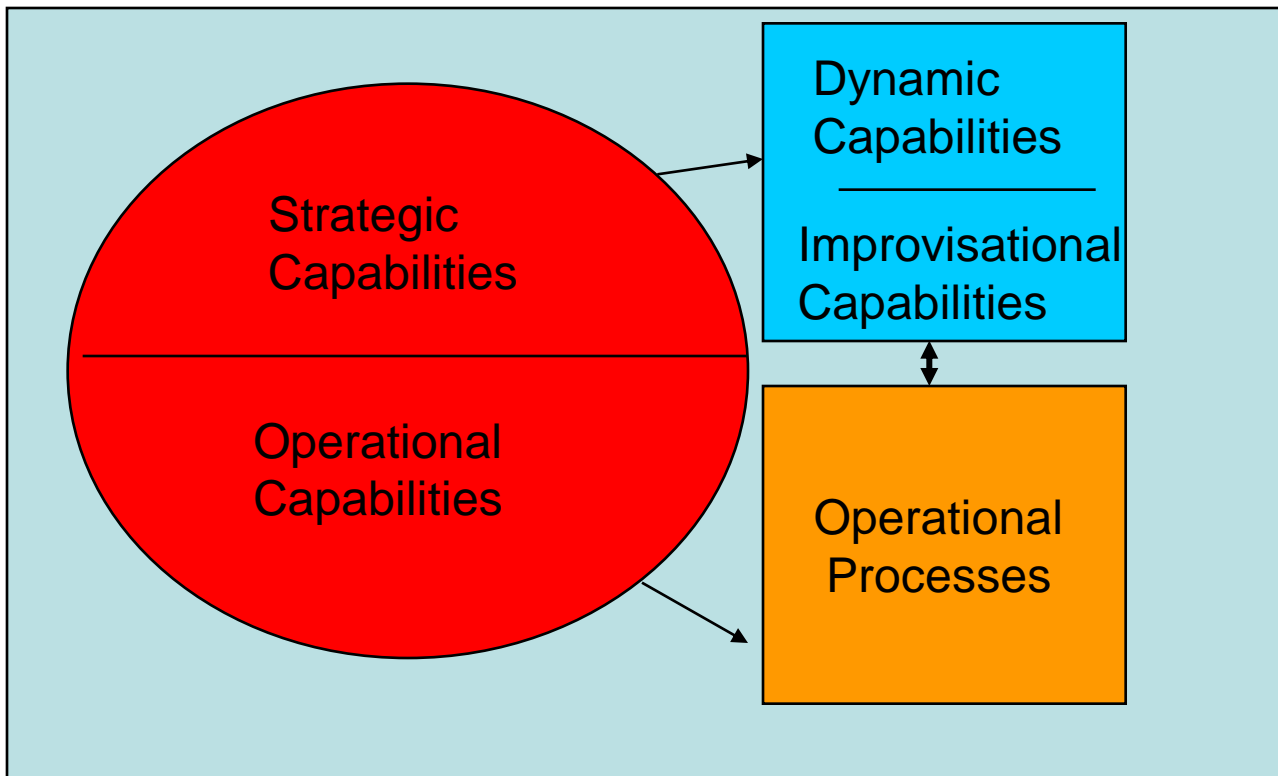 Strategic
Capabilities
Operational
Capabilities
Dynamic
Capabilities
Improvisational
Capabilities
Operational
Processes